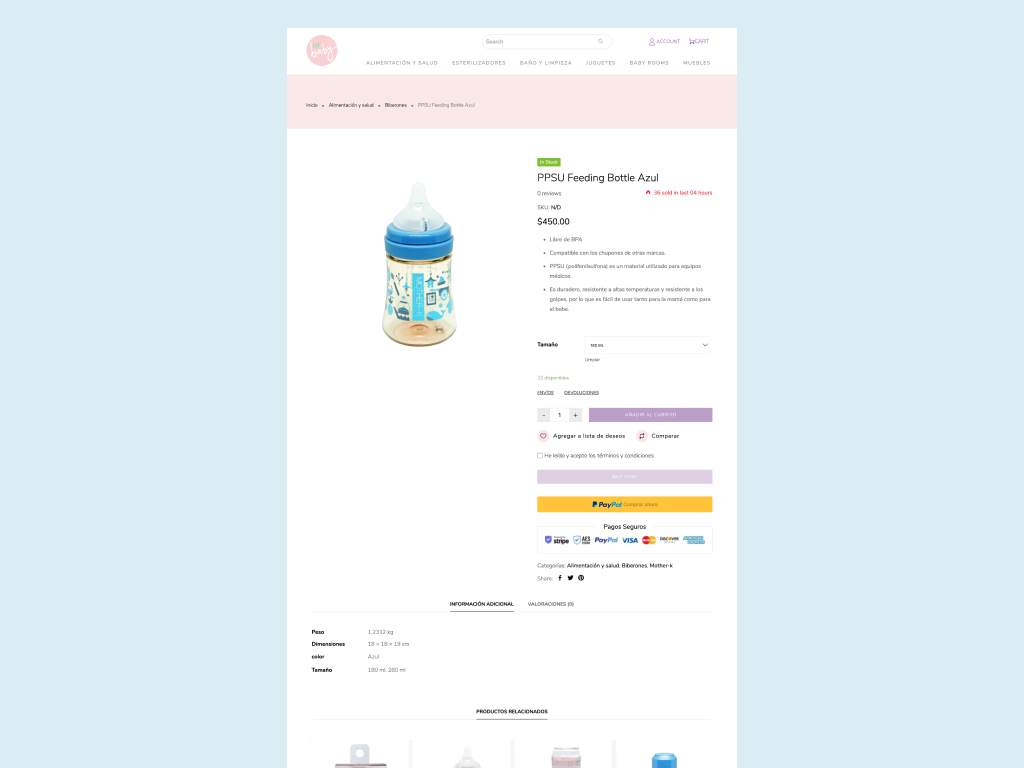 baby
Search
ACCOUNT
CART
ALIMENTACIÓN Y SALUD
ESTERILIZADORES
BAÑO Y LIMPIEZA
JUGUETES
BABY ROOMS
MUEBLES
Inicio • Alimentación y salud • Biberones • PPSU Feeding Bottle Azul
In Stock
PPSU Feeding Bottle Azul
0 reviews
36 sold in last 04 hours
SKU: N/D
$450.00
Libre de BPA
Compatible con los chupones de otras marcas.
PPSU (polifenilsulfona) es un material utilizado para equipos
médicos.
Es duradero, resistente a altas temperaturas y resistente a los
golpes, por lo que es fácil de usar tanto para la mamá como para
el bebe.
Tamaño
180 ML
Limpiar
22 disponibles
ENVÍOS
DEVOLUCIONES
- 1 +
AÑADIR AL CARRITO
Agregar a lista de deseos
Comparar
He leído y acepto los términos y condiciones
BUY NOW
PayPal Comprar ahora
Pagos Seguros
stripe
AES
PayPal
VISA
DISCOVER
Categorías: Alimentación y salud, Biberones, Mother-k
Share:
INFORMACIÓN ADICIONAL
VALORACIONES (0)
Peso 1.2312 kg
Dimensiones 18 × 18 × 19 cm
color Azul
Tamaño 180 ml, 280 ml
PRODUCTOS RELACIONADOS